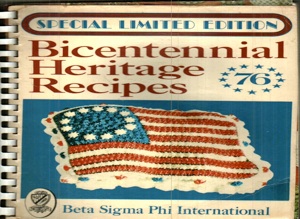 SPECIAL LIMITED EDITION
Bicentennial
Heritage
Recipes
76
Beta Sigma Phi International